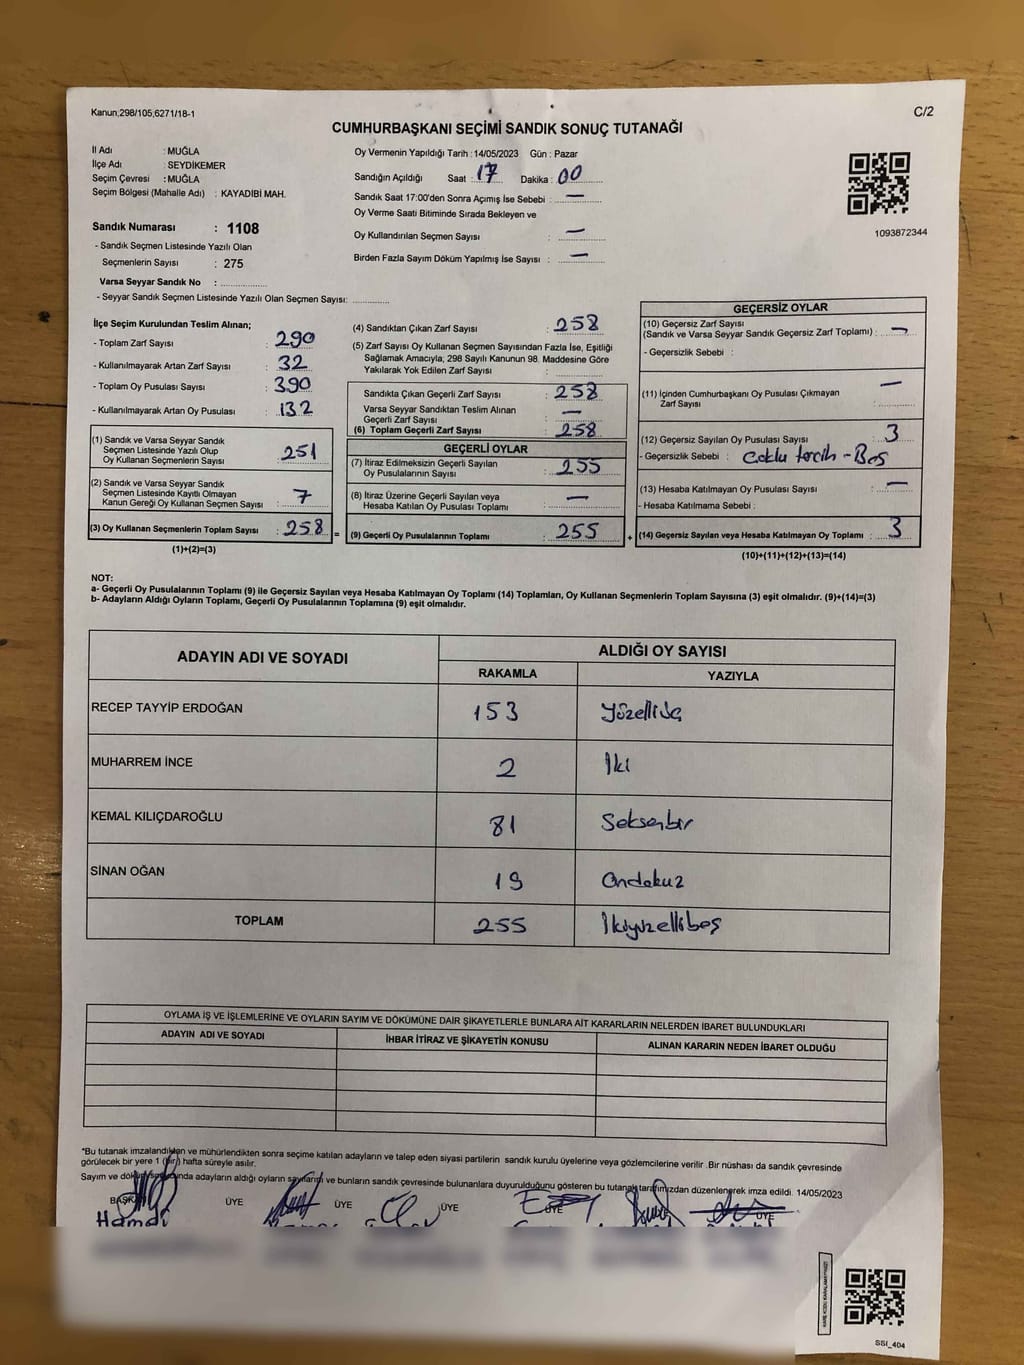 Kanun;298/105,6271/18-1
C/2
CUMHURBAŞKANI SEÇİMİ SANDIK SONUÇ TUTANAĞI
İl Adı : MUĞLA
İlçe Adı : SEYDİKEMER
Seçim Çevresi : MUĞLA
Seçim Bölgesi (Mahalle Adı) : KAYADİBİ MAH.
Oy Vermenin Yapıldığı Tarih : 14/05/2023 Gün : Pazar
Sandığın Açıldığı Saat : 17 Dakika : 00
Sandık Saat 17:00'den Sonra Açımış İse Sebebi : —
Oy Verme Saati Bitiminde Sırada Bekleyen ve
Oy Kullandırılan Seçmen Sayısı : —
Birden Fazla Sayım Döküm Yapılmış İse Sayısı : —
1093872344
Sandık Numarası : 1108
- Sandık Seçmen Listesinde Yazılı Olan
Seçmenlerin Sayısı : 275
Varsa Seyyar Sandık No :
- Seyyar Sandık Seçmen Listesinde Yazılı Olan Seçmen Sayısı:
İlçe Seçim Kurulundan Teslim Alınan;
- Toplam Zarf Sayısı : 290
- Kullanılmayarak Artan Zarf Sayısı : 32
- Toplam Oy Pusulası Sayısı : 390
- Kullanılmayarak Artan Oy Pusulası : 132
(1) Sandık ve Varsa Seyyar Sandık
Seçmen Listesinde Yazılı Olup
Oy Kullanan Seçmenlerin Sayısı : 251
(2) Sandık ve Varsa Seyyar Sandık
Seçmen Listesinde Kayıtlı Olmayan
Kanun Gereği Oy Kullanan Seçmen Sayısı : 7
(3) Oy Kullanan Seçmenlerin Toplam Sayısı : 258 =
(1)+(2)=(3)
(4) Sandıktan Çıkan Zarf Sayısı : 258
(5) Zarf Sayısı Oy Kullanan Seçmen Sayısından Fazla İse, Eşitliği
Sağlamak Amacıyla; 298 Sayılı Kanunun 98. Maddesine Göre
Yakılarak Yok Edilen Zarf Sayısı :
Sandıkta Çıkan Geçerli Zarf Sayısı : 258
Varsa Seyyar Sandıktan Teslim Alınan
Geçerli Zarf Sayısı : —
(6) Toplam Geçerli Zarf Sayısı : 258
GEÇERLİ OYLAR
(7) İtiraz Edilmeksizin Geçerli Sayılan
Oy Pusulalarının Sayısı : 255
(8) İtiraz Üzerine Geçerli Sayılan veya
Hesaba Katılan Oy Pusulası Toplamı : —
(9) Geçerli Oy Pusulalarının Toplamı : 255 +
GEÇERSİZ OYLAR
(10) Geçersiz Zarf Sayısı
(Sandık ve Varsa Seyyar Sandık Geçersiz Zarf Toplamı) : —
- Geçersizlik Sebebi :
(11) İçinden Cumhurbaşkanı Oy Pusulası Çıkmayan
Zarf Sayısı : —
(12) Geçersiz Sayılan Oy Pusulası Sayısı : 3
- Geçersizlik Sebebi : Çoklu tercih - Boş
(13) Hesaba Katılmayan Oy Pusulası Sayısı : —
- Hesaba Katılmama Sebebi :
(14) Geçersiz Sayılan veya Hesaba Katılmayan Oy Toplamı : 3
(10)+(11)+(12)+(13)=(14)
NOT:
a- Geçerli Oy Pusulalarının Toplamı (9) ile Geçersiz Sayılan veya Hesaba Katılmayan Oy Toplamı (14) Toplamları, Oy Kullanan Seçmenlerin Toplam Sayısına (3) eşit olmalıdır. (9)+(14)=(3)
b- Adayların Aldığı Oyların Toplamı, Geçerli Oy Pusulalarının Toplamına (9) eşit olmalıdır.
ADAYIN ADI VE SOYADI
ALDIĞI OY SAYISI
RAKAMLA YAZIYLA
RECEP TAYYİP ERDOĞAN 153 Yüzelliüç
MUHARREM İNCE 2 İki
KEMAL KILIÇDAROĞLU 81 Seksenbir
SİNAN OĞAN 19 Ondokuz
TOPLAM 255 İkiyüzellibeş
OYLAMA İŞ VE İŞLEMLERİNE VE OYLARIN SAYIM VE DÖKÜMÜNE DAİR ŞİKAYETLERLE BUNLARA AİT KARARLARIN NELERDEN İBARET BULUNDUKLARI
ADAYIN ADI VE SOYADI İHBAR İTİRAZ VE ŞİKAYETİN KONUSU ALINAN KARARIN NEDEN İBARET OLDUĞU
*Bu tutanak imzalandıkten ve mühürlendikten sonra seçime katılan adayların ve talep eden siyasi partilerin sandık kurulu üyelerine veya gözlemcilerine verilir .Bir nüshası da sandık çevresinde
görülecek bir yere 1 (bir) hafta süreyle asılır.
Sayım ve döküm sonucunda adayların aldığı oyların sayılarını ve bunların sandık çevresinde bulunanlara duyurulduğunu gösteren bu tutanak tarafımızdan düzenlenerek imza edildi. 14/05/2023
BAŞKAN ÜYE ÜYE ÜYE ÜYE ÜYE
Hamdi
SSI_404